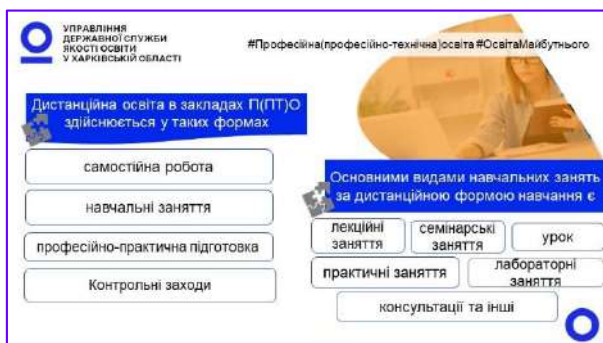 УПРАВЛІННЯ
ДЕРЖАВНОЇ СЛУЖБИ
ЯКОСТІ ОСВІТИ
У ХАРКІВСЬКІЙ ОБЛАСТІ
#Професійна(професійно-технічна)освіта #ОсвітаМайбутнього
Дистанційна освіта в закладах П(ПТ)О
здійснюється у таких формах
самостійна робота
навчальні заняття
професійно-практична підготовка
Контрольні заходи
Основними видами навчальних занять
за дистанційною формою навчання є
лекційні
заняття
семінарські
заняття
урок
практичні заняття
лабораторні
заняття
консультації та інші